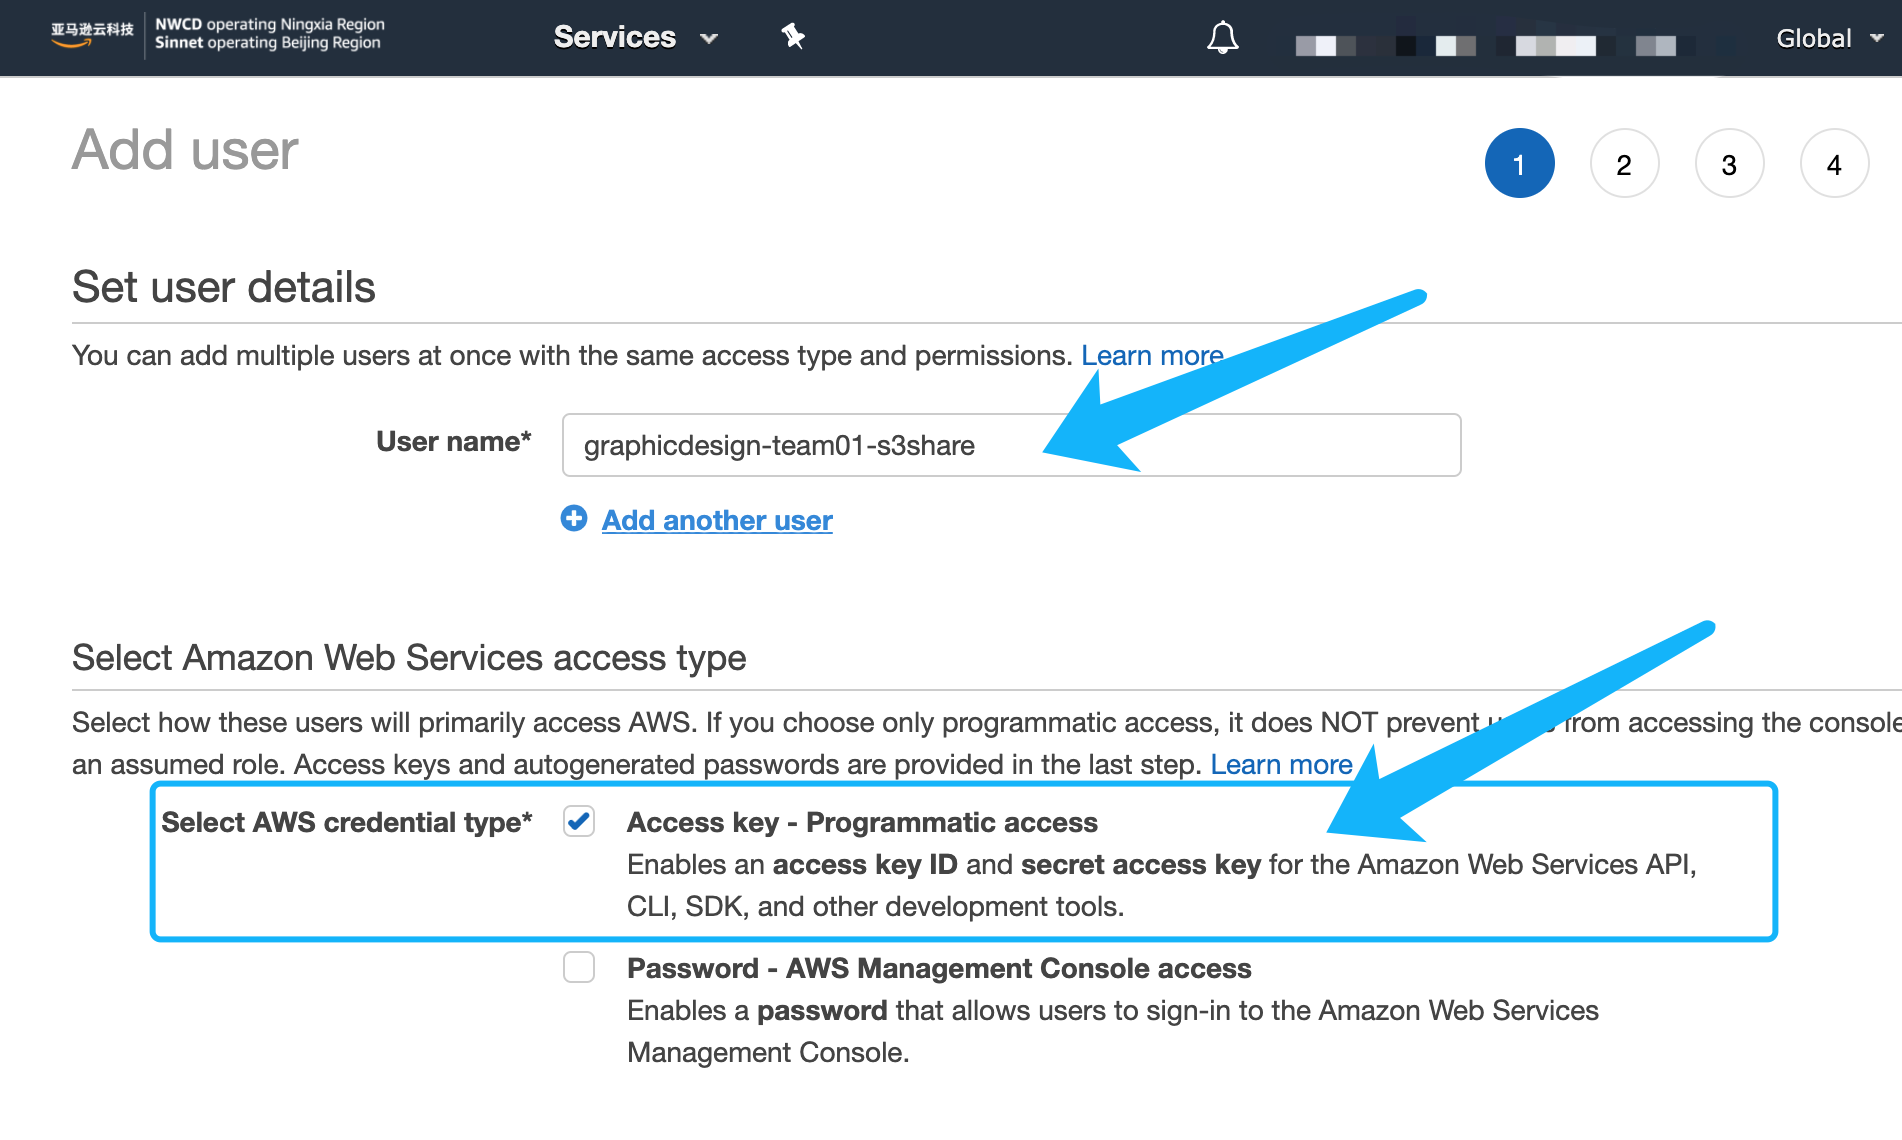 亚马逊云科技
NWCD operating Ningxia Region
Sinnet operating Beijing Region
Services
Global
Add user
1
2
3
4
Set user details
You can add multiple users at once with the same access type and permissions. Learn more
User name*
graphicdesign-team01-s3share
Add another user
Select Amazon Web Services access type
Select how these users will primarily access AWS. If you choose only programmatic access, it does NOT prevent from accessing the console
an assumed role. Access keys and autogenerated passwords are provided in the last step. Learn more
Select AWS credential type*
Access key - Programmatic access
Enables an access key ID and secret access key for the Amazon Web Services API,
CLI, SDK, and other development tools.
Password - AWS Management Console access
Enables a password that allows users to sign-in to the Amazon Web Services
Management Console.